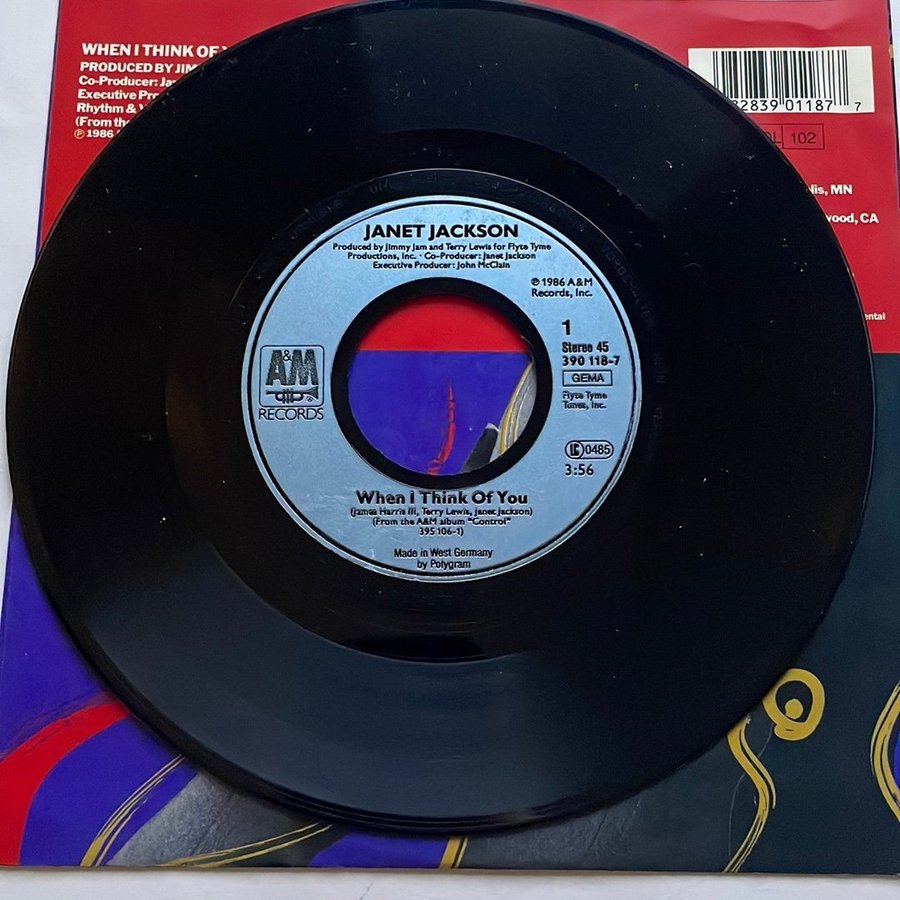 WHEN I THINK OF
PRODUCED BY JIM
Co-Producer: Ja
Executive Pro
Rhythm &
(From the
℗ 1986
82839 01187 7
102
lis, MN
wood, CA
ental
JANET JACKSON
Produced by Jimmy Jam and Terry Lewis for Flyte Tyme
Productions, Inc. · Co-Producer: Janet Jackson
Executive Producer: John McClain
℗ 1986 A&M
Records, Inc.
1
Stereo 45
390 118-7
GEMA
Flyte Tyme
Tunes, Inc.
A&M
RECORDS
LC 0485
3:56
When I Think Of You
(James Harris III, Terry Lewis, Janet Jackson)
(From the A&M album "Control"
395 106-1)
Made in West Germany
by Polygram